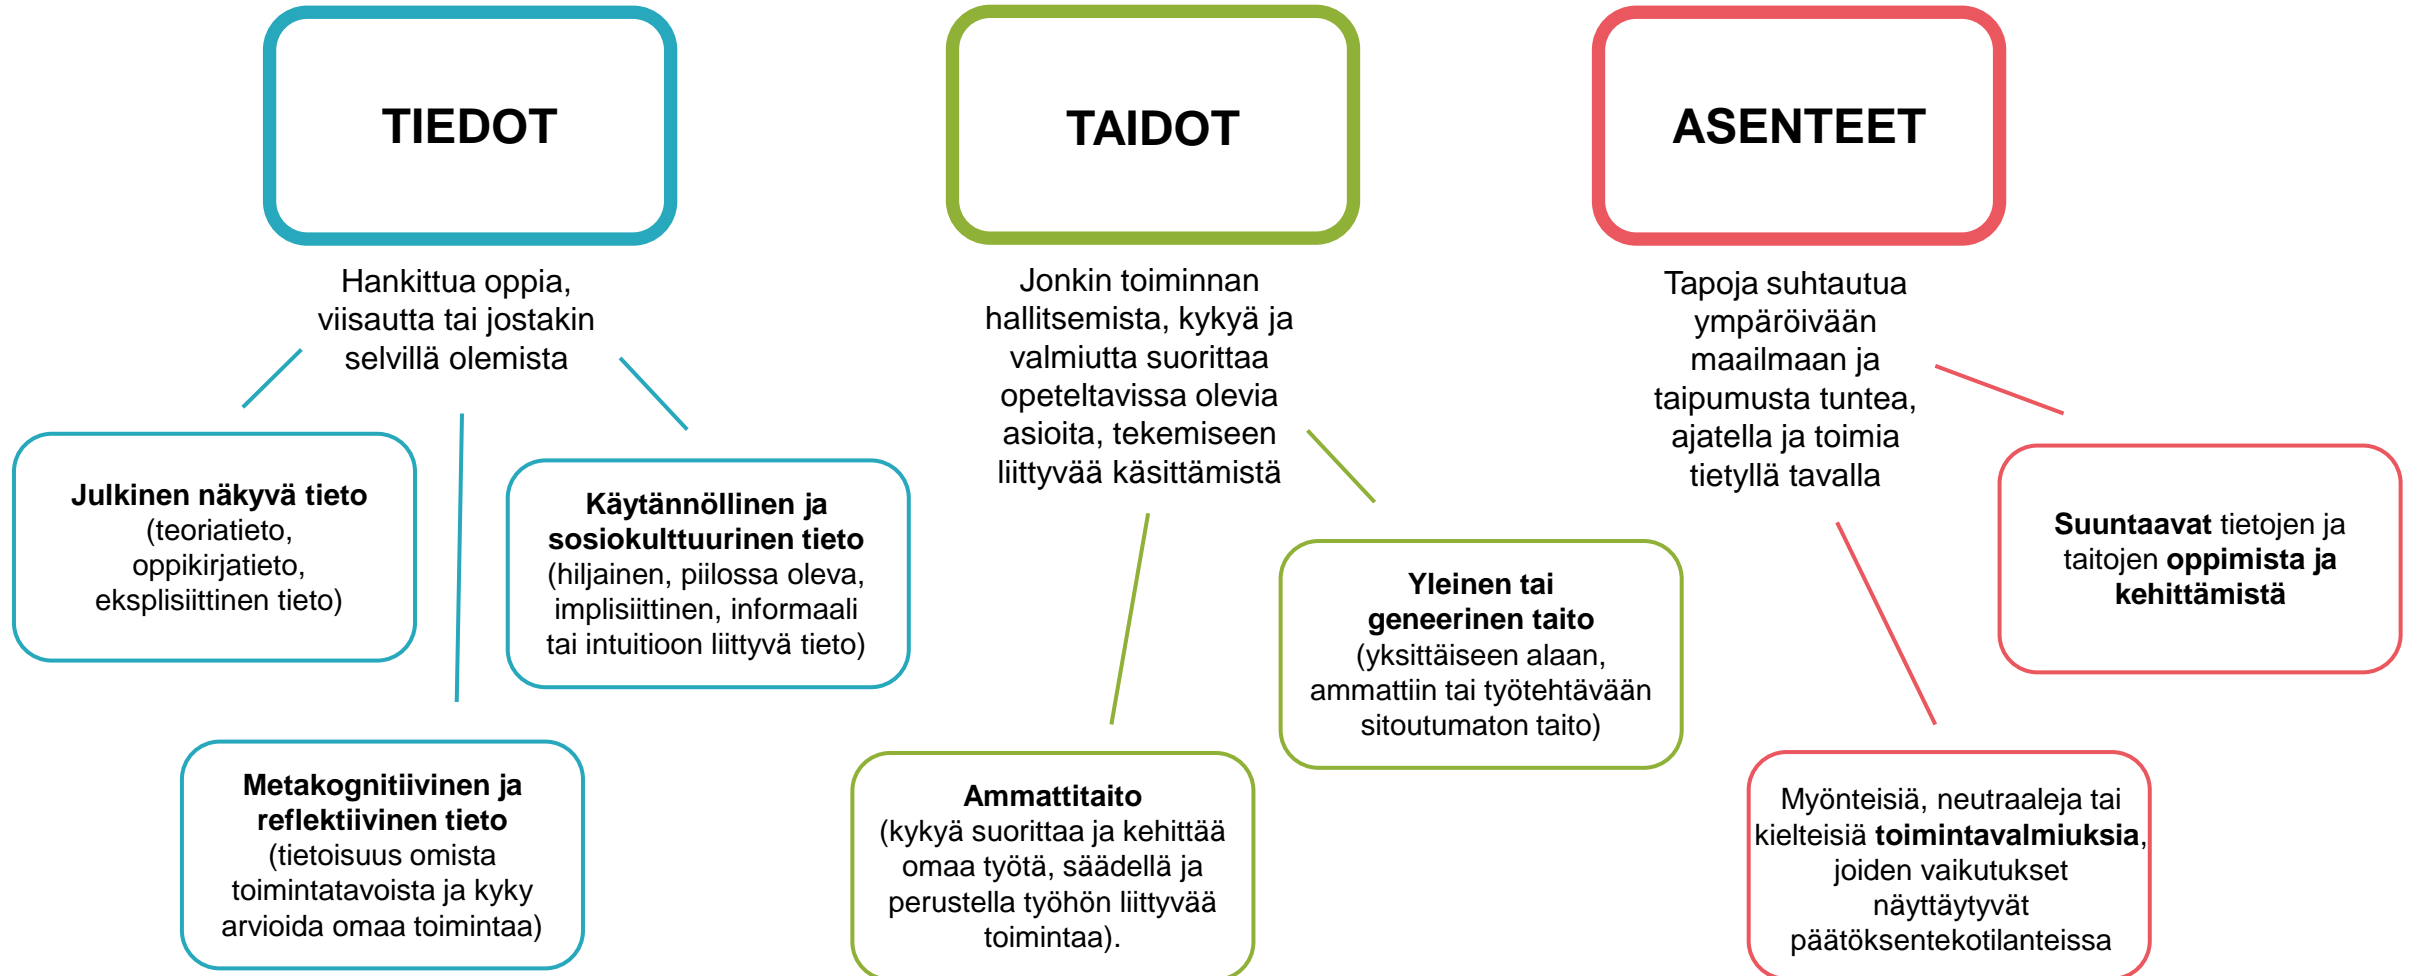 TIEDOT
Hankittua oppia,
viisautta tai jostakin
selvillä olemista
Julkinen näkyvä tieto
(teoriatieto,
oppikirjatieto,
eksplisiittinen tieto)
Käytännöllinen ja
sosiokulttuurinen tieto
(hiljainen, piilossa oleva,
implisiittinen, informaali
tai intuitioon liittyvä tieto)
Metakognitiivinen ja
reflektiivinen tieto
(tietoisuus omista
toimintatavoista ja kyky
arvioida omaa toimintaa)
TAIDOT
Jonkin toiminnan
hallitsemista, kykyä ja
valmiutta suorittaa
opeteltavissa olevia
asioita, tekemiseen
liittyvää käsittämistä
Yleinen tai
geneerinen taito
(yksittäiseen alaan,
ammattiin tai työtehtävään
sitoutumaton taito)
Ammattitaito
(kykyä suorittaa ja kehittää
omaa työtä, säädellä ja
perustella työhön liittyvää
toimintaa).
ASENTEET
Tapoja suhtautua
ympäröivään
maailmaan ja
taipumusta tuntea,
ajatella ja toimia
tietyllä tavalla
Suuntaavat tietojen ja
taitojen oppimista ja
kehittämistä
Myönteisiä, neutraaleja tai
kielteisiä toimintavalmiuksia,
joiden vaikutukset
näyttäytyvät
päätöksentekotilanteissa